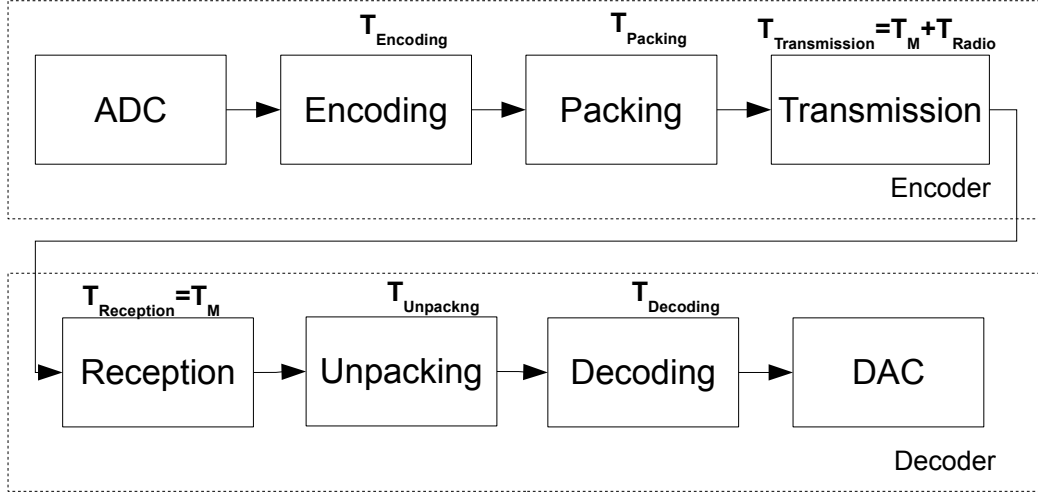 T_Encoding
T_Packing
T_Transmission=T_M+T_Radio
ADC
Encoding
Packing
Transmission
Encoder
T_Reception=T_M
T_Unpackng
T_Decoding
Reception
Unpacking
Decoding
DAC
Decoder